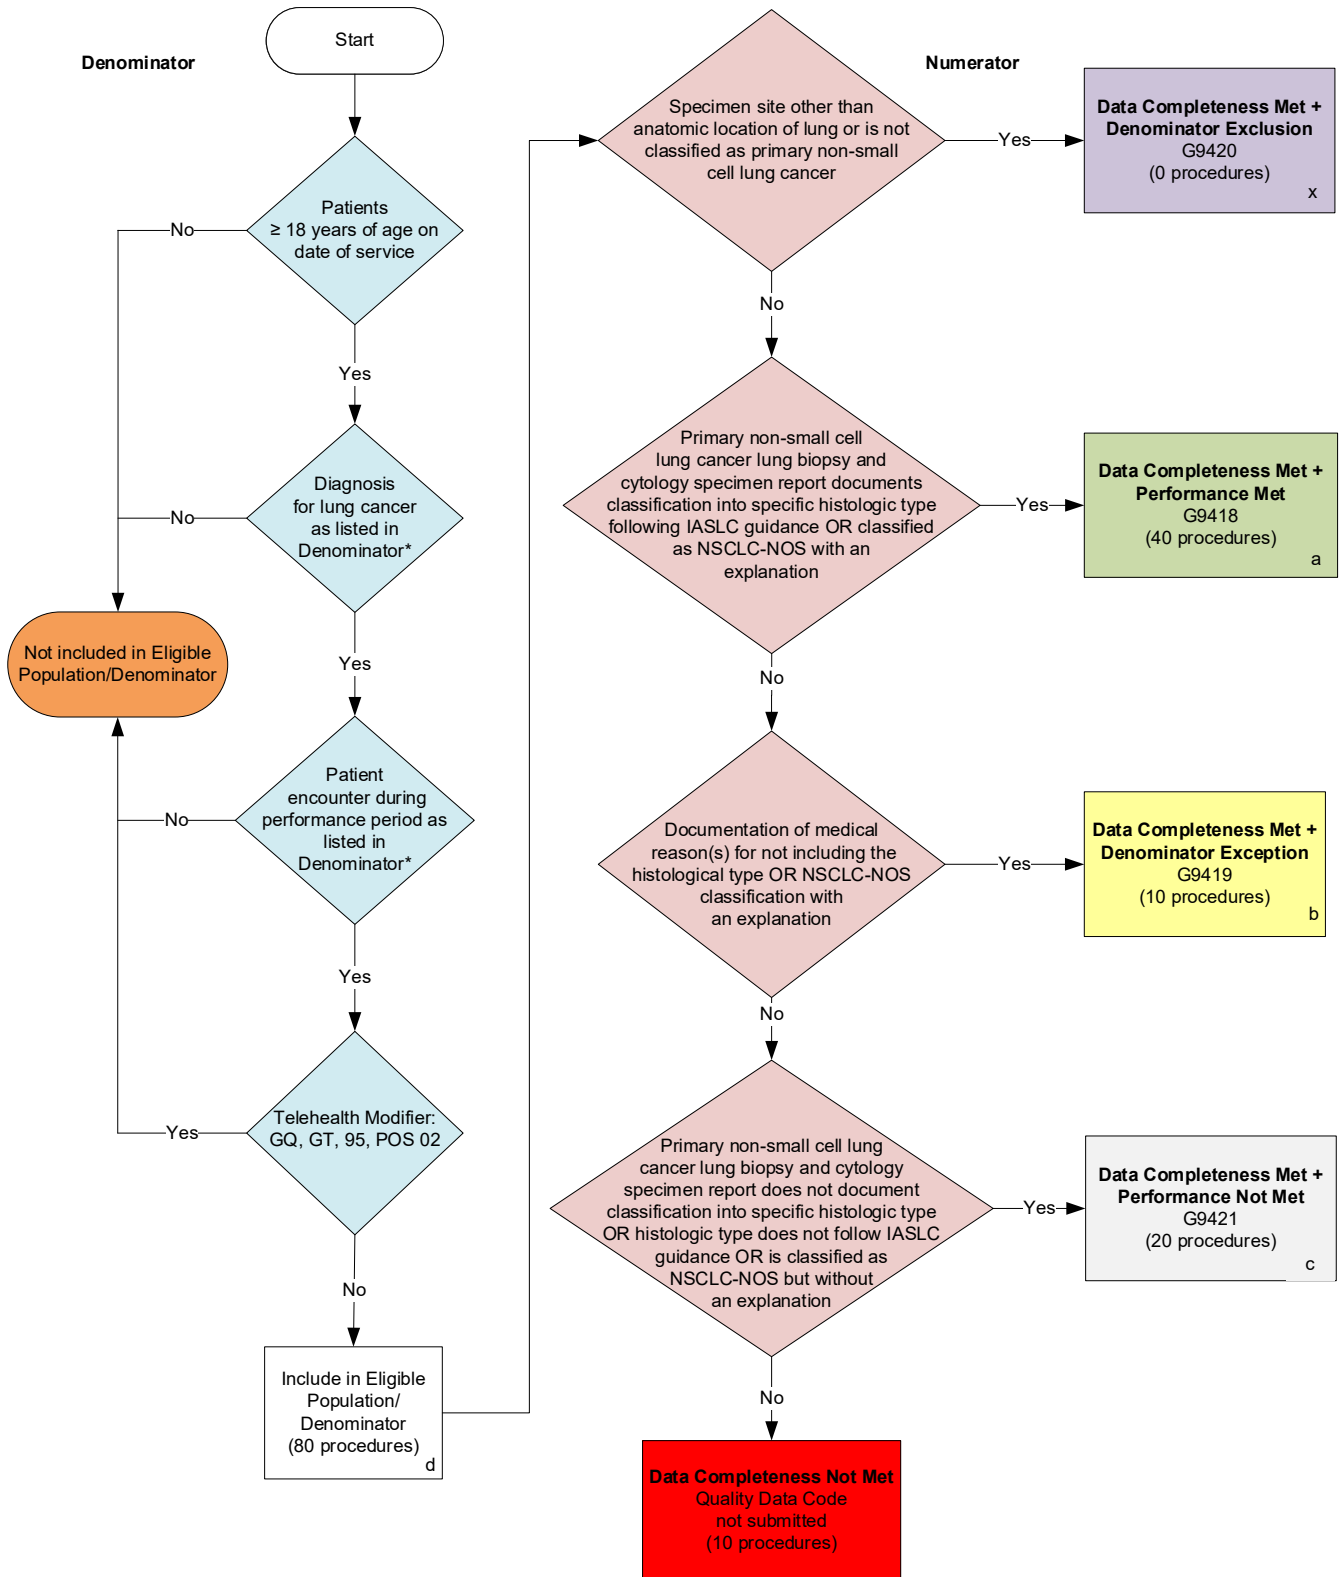 Start
Denominator
Patients
≥ 18 years of age on
date of service
No
Yes
Diagnosis
for lung cancer
as listed in
Denominator*
No
Not included in Eligible
Population/Denominator
Yes
Patient
encounter during
performance period as
listed in
Denominator*
No
Yes
Telehealth Modifier:
GQ, GT, 95, POS 02
Yes
No
Include in Eligible
Population/
Denominator
(80 procedures)
d
Numerator
Specimen site other than
anatomic location of lung or is not
classified as primary non-small
cell lung cancer
Yes
Data Completeness Met +
Denominator Exclusion
G9420
(0 procedures)
x
No
Primary non-small cell
lung cancer lung biopsy and
cytology specimen report documents
classification into specific histologic type
following IASLC guidance OR classified
as NSCLC-NOS with an
explanation
Yes
Data Completeness Met +
Performance Met
G9418
(40 procedures)
a
No
Documentation of medical
reason(s) for not including the
histological type OR NSCLC-NOS
classification with
an explanation
Yes
Data Completeness Met +
Denominator Exception
G9419
(10 procedures)
b
No
Primary non-small cell lung
cancer lung biopsy and cytology
specimen report does not document
classification into specific histologic type
OR histologic type does not follow IASLC
guidance OR is classified as
NSCLC-NOS but without
an explanation
Yes
Data Completeness Met +
Performance Not Met
G9421
(20 procedures)
c
No
Data Completeness Not Met
Quality Data Code
not submitted
(10 procedures)